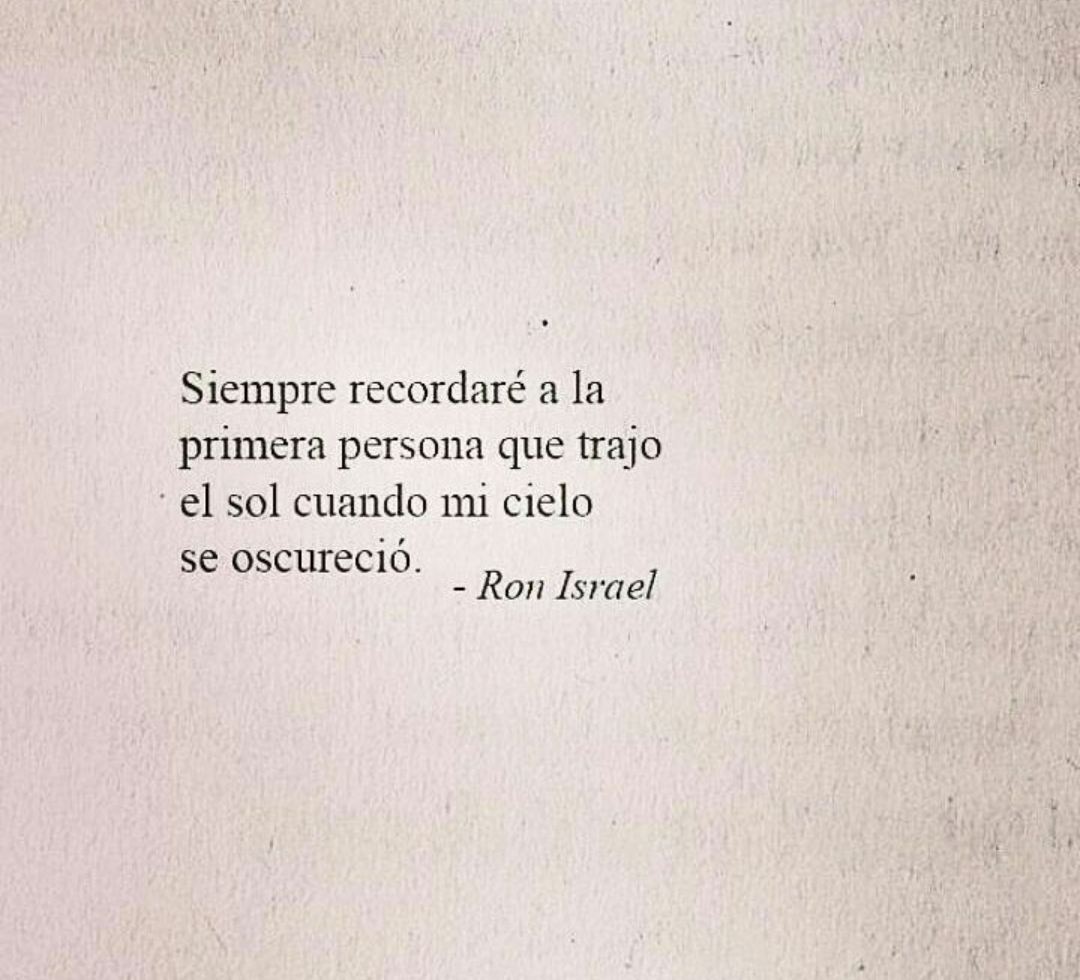 Siempre recordaré a la
primera persona que trajo
el sol cuando mi cielo
se oscureció.
- Ron Israel